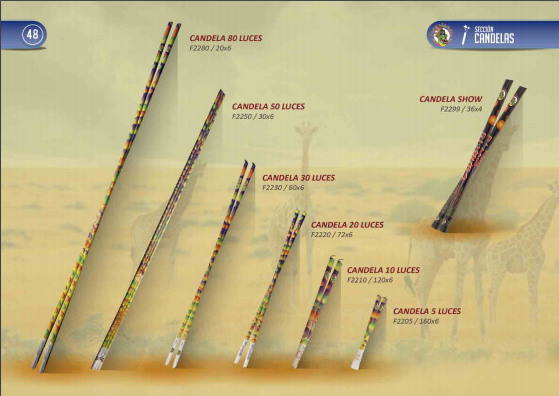 48
SECCIÓN
CANDELAS
CANDELA 80 LUCES
F2280 / 20x6
CANDELA 50 LUCES
F2250 / 30x6
CANDELA SHOW
F2299 / 36x4
CANDELA 30 LUCES
F2230 / 60x6
CANDELA 20 LUCES
F2220 / 72x6
CANDELA 10 LUCES
F2210 / 120x6
CANDELA 5 LUCES
F2205 / 160x6